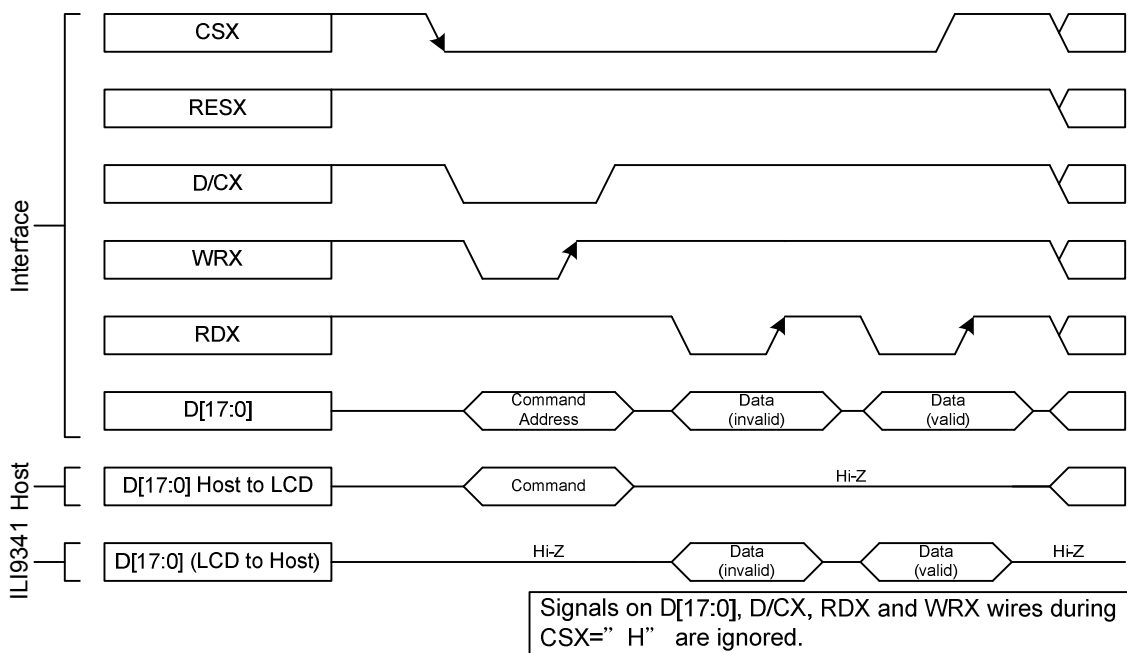 Interface
CSX
RESX
D/CX
WRX
RDX
D[17:0]
Command
Address
Data
(invalid)
Data
(valid)
Host
D[17:0] Host to LCD
Command
Hi-Z
ILI9341
D[17:0] (LCD to Host)
Hi-Z
Data
(invalid)
Data
(valid)
Hi-Z
Signals on D[17:0], D/CX, RDX and WRX wires during
CSX=” H” are ignored.